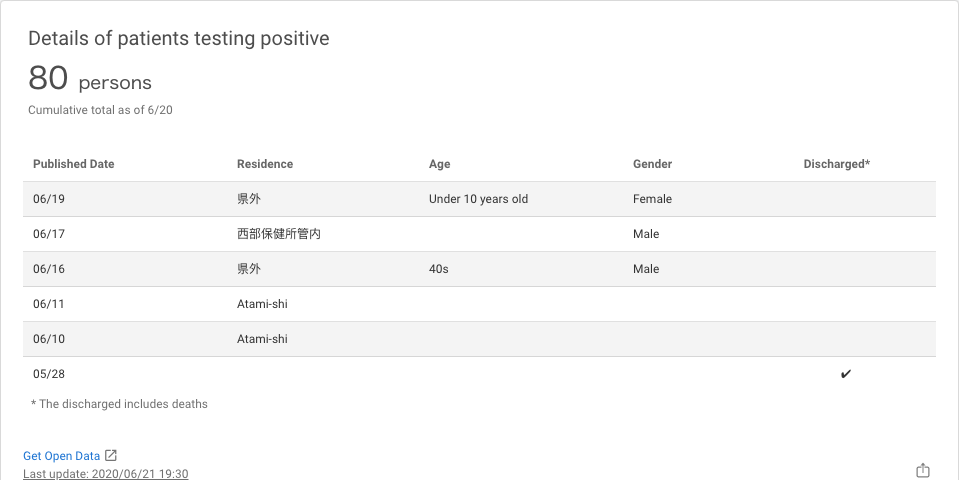 Details of patients testing positive
80 persons
Cumulative total as of 6/20
Published Date Residence Age Gender Discharged*
06/19 県外 Under 10 years old Female
06/17 西部保健所管内 Male
06/16 県外 40s Male
06/11 Atami-shi
06/10 Atami-shi
05/28 ✔
* The discharged includes deaths
Get Open Data
Last update: 2020/06/21 19:30